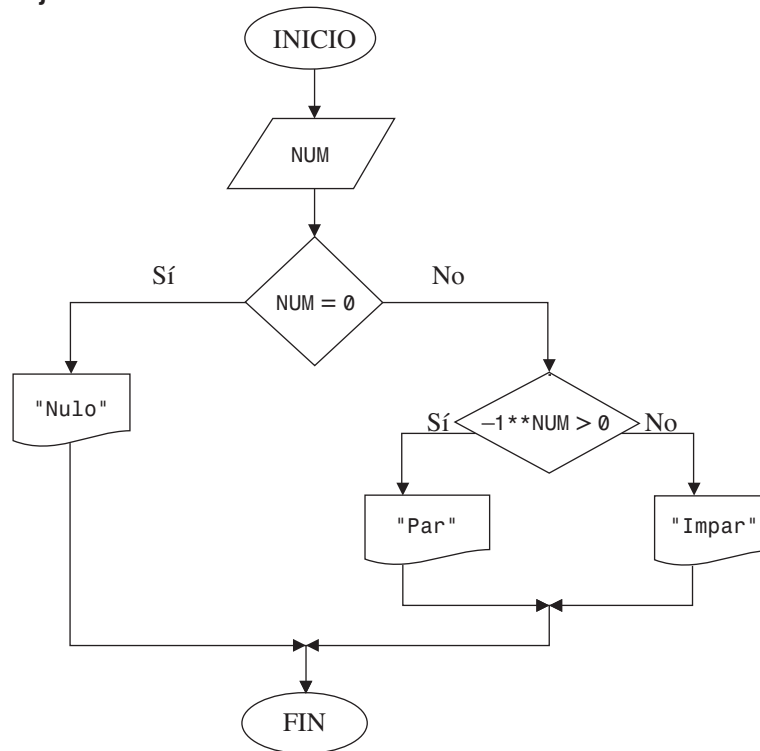 INICIO
NUM
Sí
No
NUM = 0
"Nulo"
Sí
–1**NUM > 0
No
"Par"
"Impar"
FIN